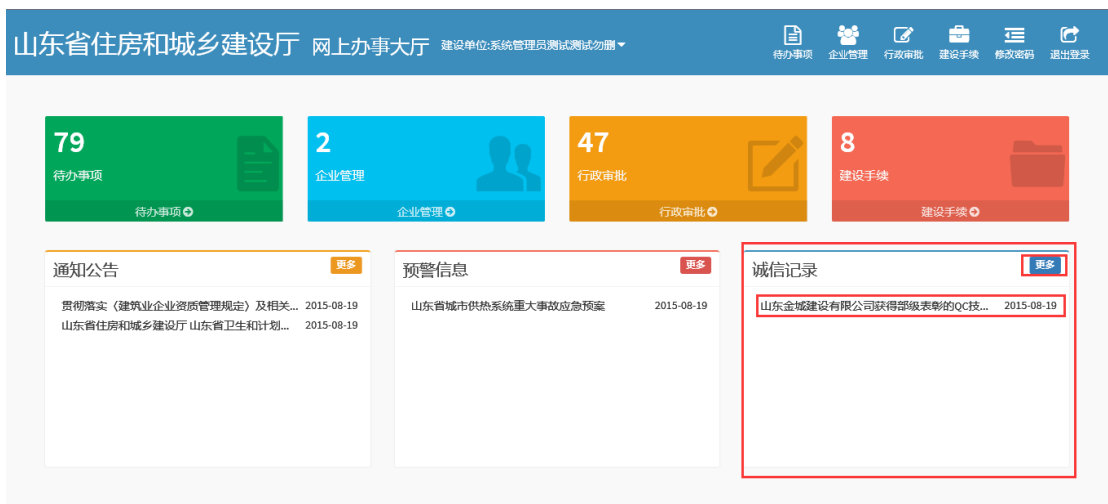 山东省住房和城乡建设厅 网上办事大厅 建设单位:系统管理员测试测试勿删
待办事项 企业管理 行政审批 建设手续 修改密码 退出登录
79 2 47 8
待办事项 企业管理 行政审批 建设手续
待办事项 企业管理 行政审批 建设手续
通知公告 更多 预警信息 更多 诚信记录 更多
贯彻落实《建筑业企业资质管理规定》及相关... 2015-08-19 山东省城市供热系统重大事故应急预案 2015-08-19 山东金城建设有限公司获得部级表彰的QC技... 2015-08-19
山东省住房和城乡建设厅 山东省卫生和计划... 2015-08-19